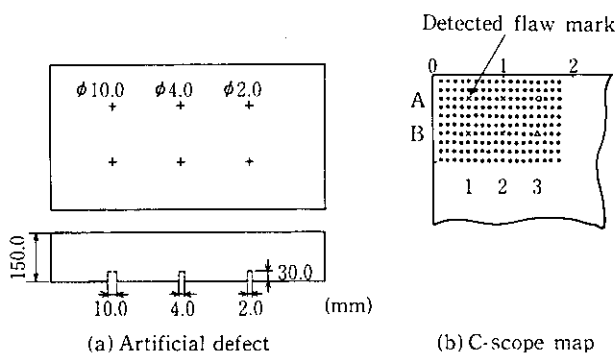 φ10.0 φ4.0 φ2.0
150.0
30.0
10.0 4.0 2.0 (mm)
(a) Artificial defect
Detected flaw mark
0 1 2
A
B
1 2 3
(b) C-scope map